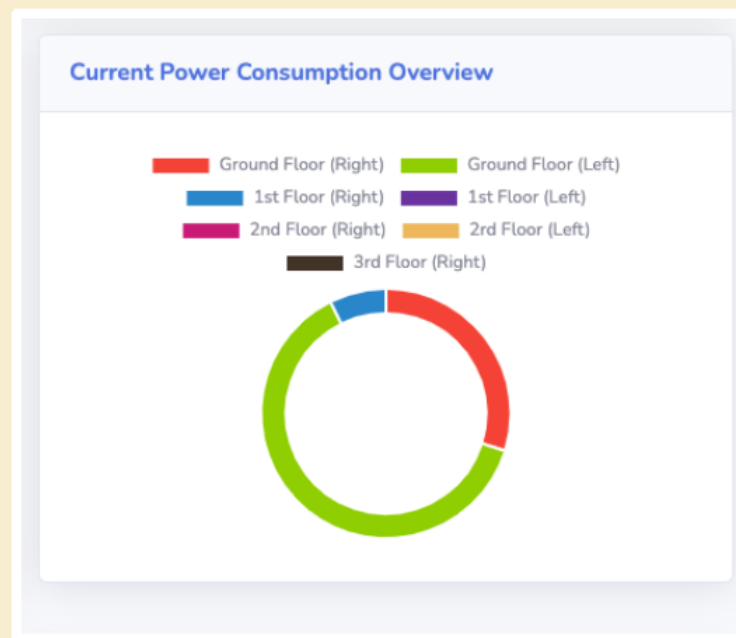 Current Power Consumption Overview
Ground Floor (Right) Ground Floor (Left)
1st Floor (Right) 1st Floor (Left)
2nd Floor (Right) 2rd Floor (Left)
3rd Floor (Right)